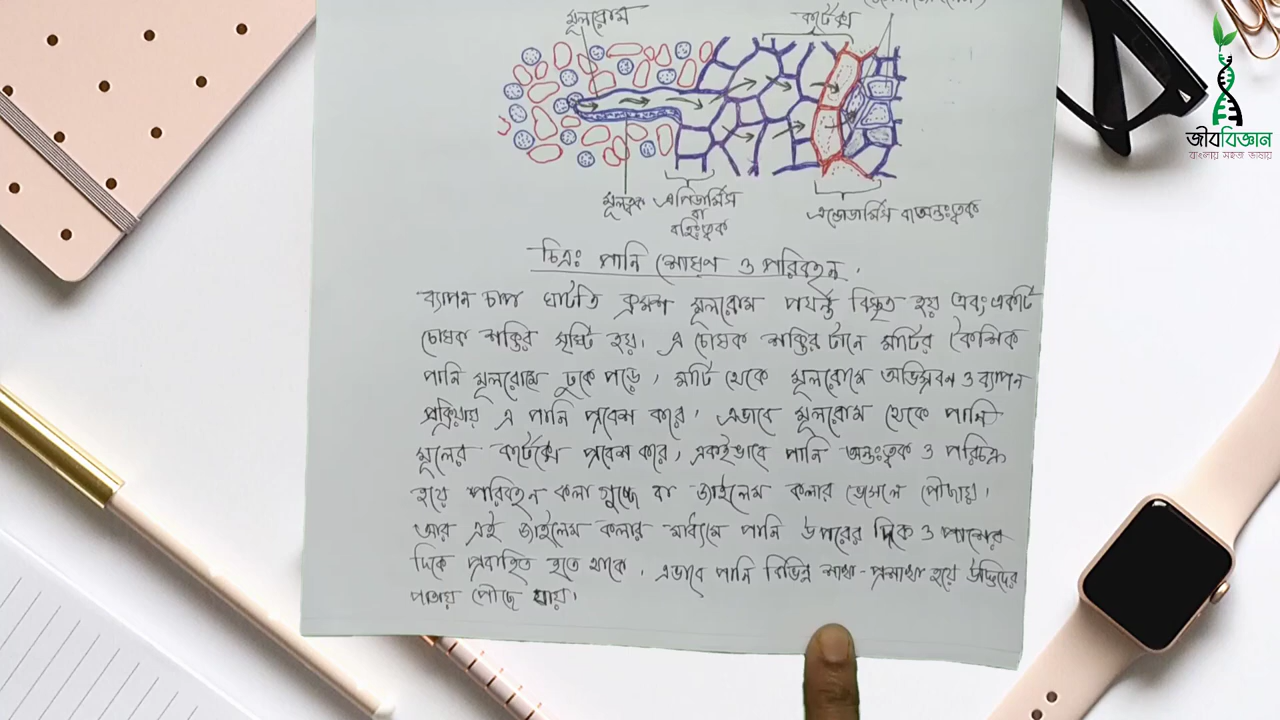 মূলরোম
কর্টেক্স
মূলত্বক
এপিডার্মিস
বা
বহিঃত্বক
এন্ডোডার্মিস বা অন্তঃত্বক
চিত্রঃ পানি শোষণ ও পরিবহন।
ব্যাপন চাপ ঘাটতি ক্রমশ মূলরোম পর্যন্ত বিস্তৃত হয় এবং একটি
চোষক শক্তির সৃষ্টি হয়। এ চোষক শক্তির টানে মাটির কৈশিক
পানি মূলরোমে ঢুকে পড়ে। মাটি থেকে মূলরোমে অভিস্রবন ও ব্যাপন
প্রক্রিয়ায় এ পানি প্রবেশ করে। এভাবে মূলরোম থেকে পানি
মূলের কর্টেক্সে প্রবেশ করে, একইভাবে পানি অন্তঃত্বক ও পরিচক্র
হয়ে পরিবহন কলা গুচ্ছে বা জাইলেম কলার ভেসলে পৌঁছায়।
আর এই জাইলেম কলার মাধ্যমে পানি উপরের দিকে ও পাশের
দিকে প্রবাহিত হতে থাকে। এভাবে পানি বিভিন্ন শাখা-প্রশাখা হয়ে উদ্ভিদের
পাতায় পৌছে যায়।
জীববিজ্ঞান
বাংলায় সহজ ভাষায়